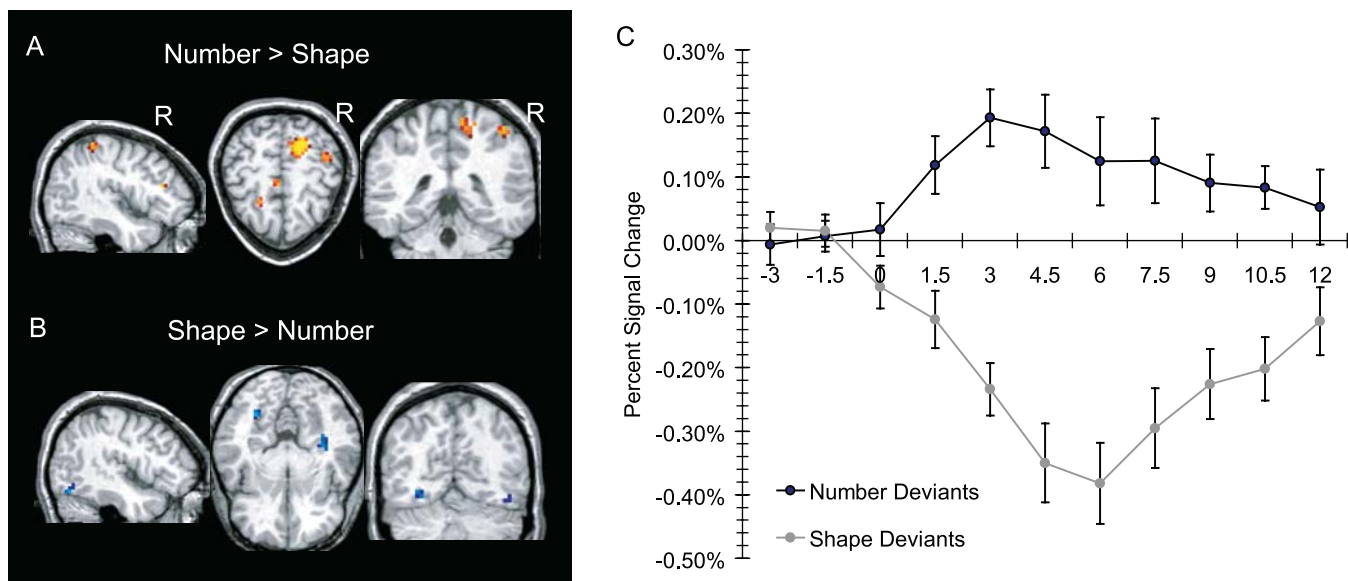 A
Number > Shape
R
R
R
B
Shape > Number
C
Percent Signal Change
0.30%
0.20%
0.10%
0.00%
-0.10%
-0.20%
-0.30%
-0.40%
-0.50%
-3 -1.5 0 1.5 3 4.5 6 7.5 9 10.5 12
Number Deviants
Shape Deviants